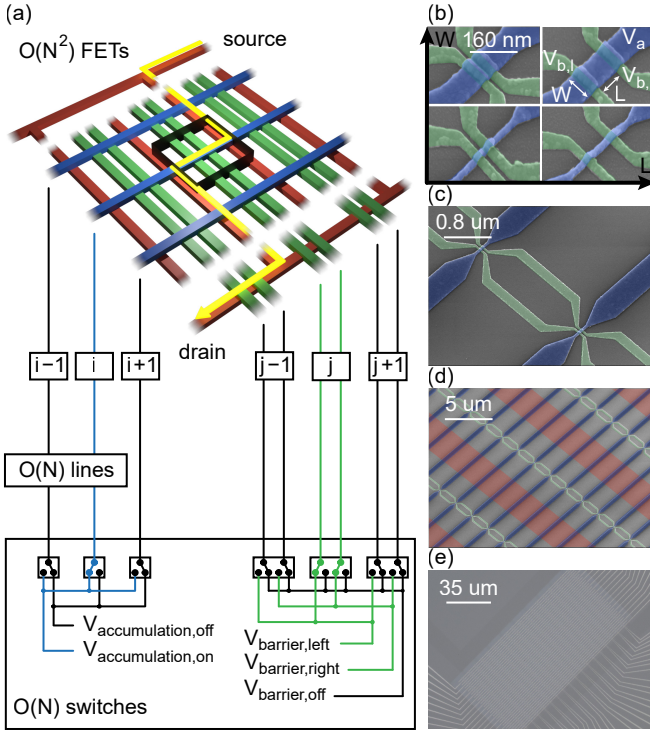 (a)
O(N²) FETs
source
drain
i−1
i
i+1
j−1
j
j+1
O(N) lines
V_accumulation,off
V_accumulation,on
V_barrier,left
V_barrier,right
V_barrier,off
O(N) switches
(b)
W
160 nm
V_b,l
V_a
V_b,
W
L
L
(c)
0.8 um
(d)
5 um
(e)
35 um